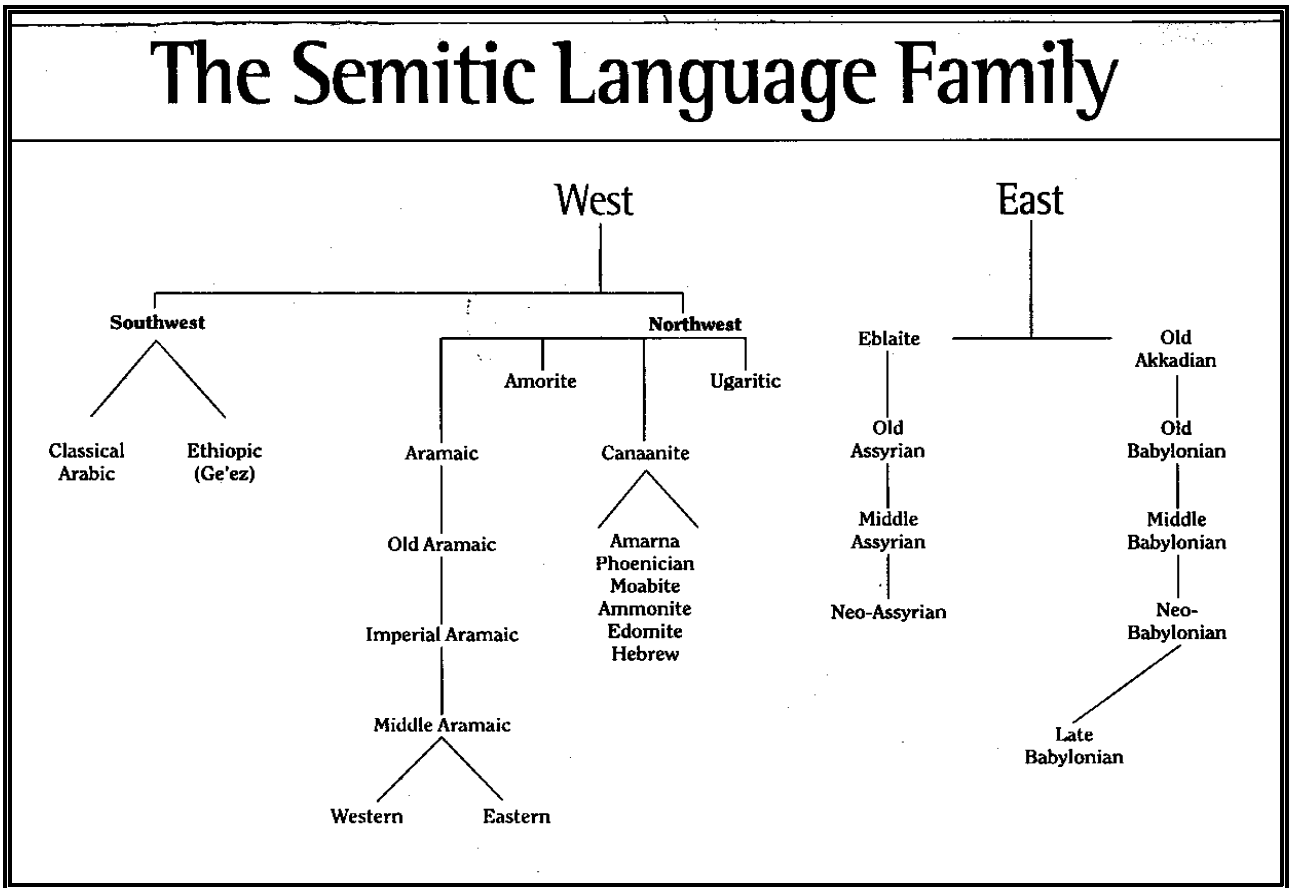 The Semitic Language Family
West
East
Southwest
Northwest
Classical
Arabic
Ethiopic
(Ge'ez)
Aramaic
Old Aramaic
Imperial Aramaic
Middle Aramaic
Western
Eastern
Amorite
Canaanite
Amarna
Phoenician
Moabite
Ammonite
Edomite
Hebrew
Ugaritic
Eblaite
Old
Assyrian
Middle
Assyrian
Neo-Assyrian
Old
Akkadian
Old
Babylonian
Middle
Babylonian
Neo-
Babylonian
Late
Babylonian